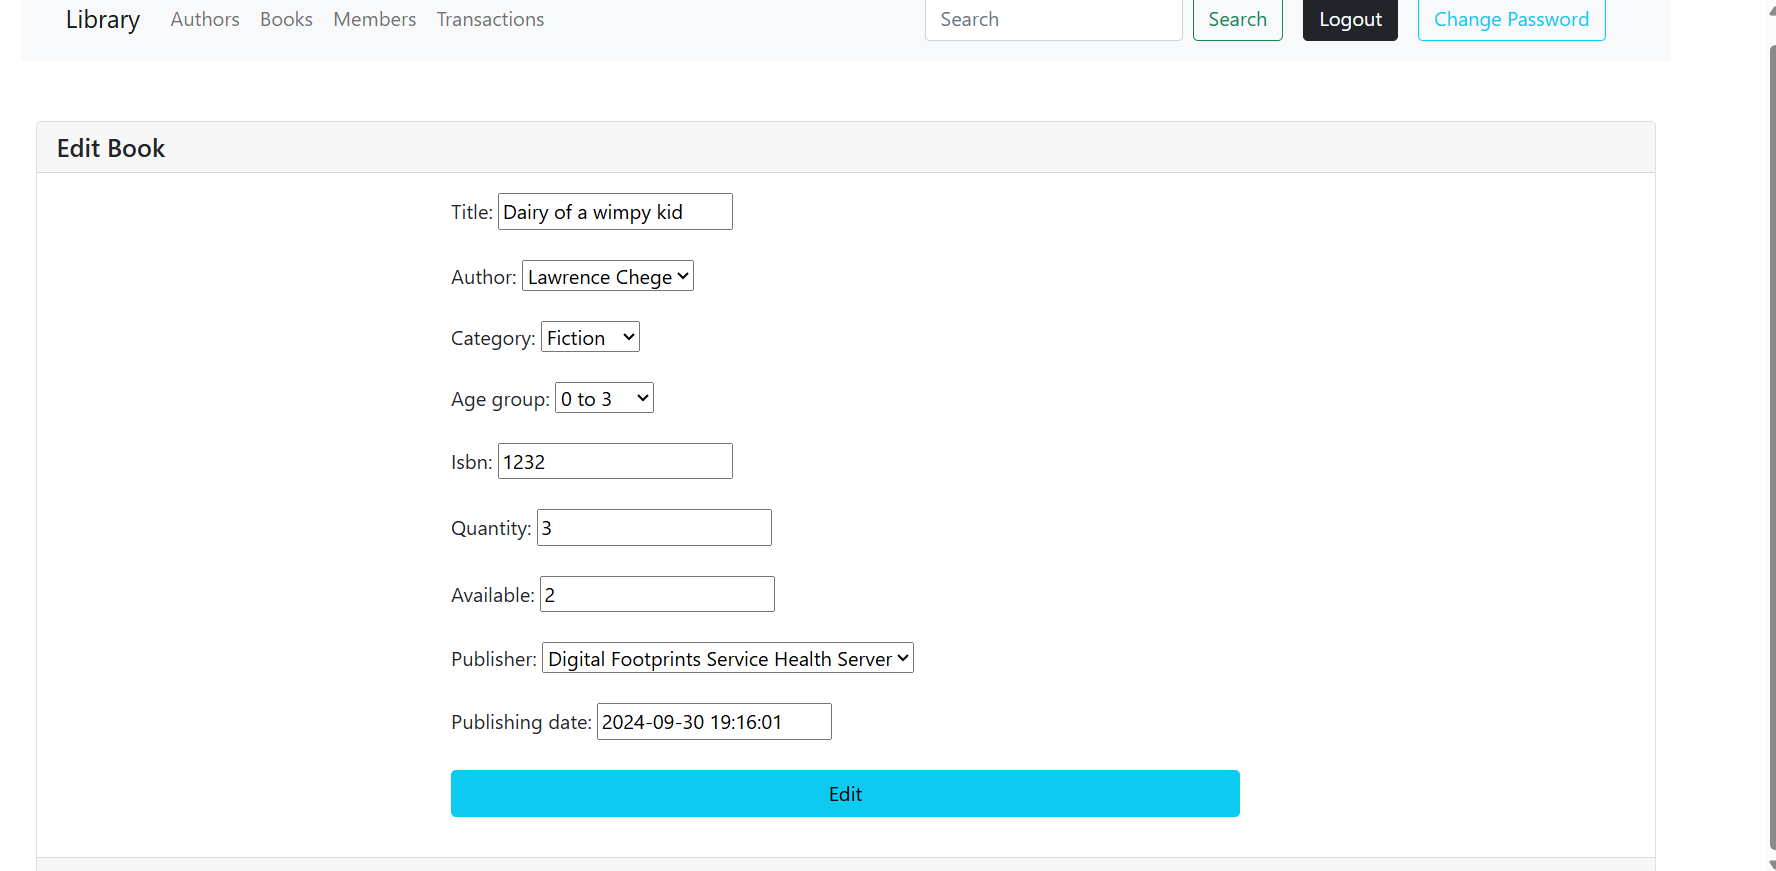 Library Authors Books Members Transactions Search Search Logout Change Password
Edit Book
Title: Dairy of a wimpy kid
Author: Lawrence Chege
Category: Fiction
Age group: 0 to 3
Isbn: 1232
Quantity: 3
Available: 2
Publisher: Digital Footprints Service Health Server
Publishing date: 2024-09-30 19:16:01
Edit